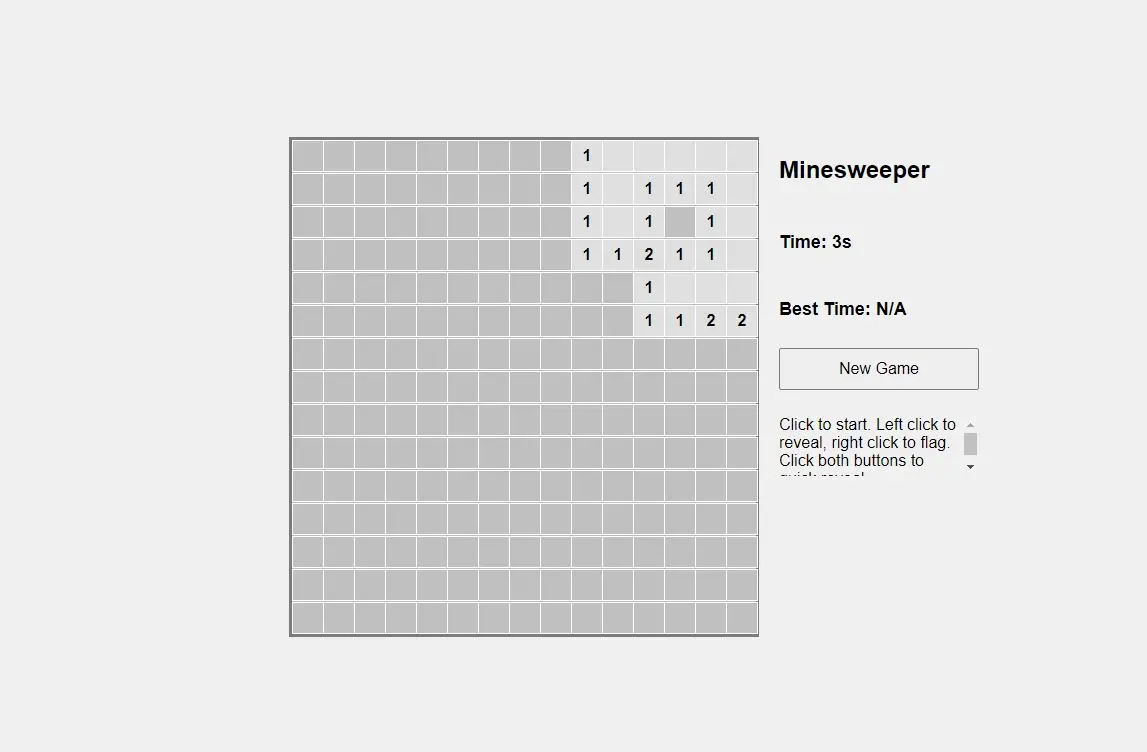 1
1 1 1 1
1 1 1
1 1 2 1 1
1
1 1 2 2
Minesweeper
Time: 3s
Best Time: N/A
New Game
Click to start. Left click to
reveal, right click to flag.
Click both buttons to